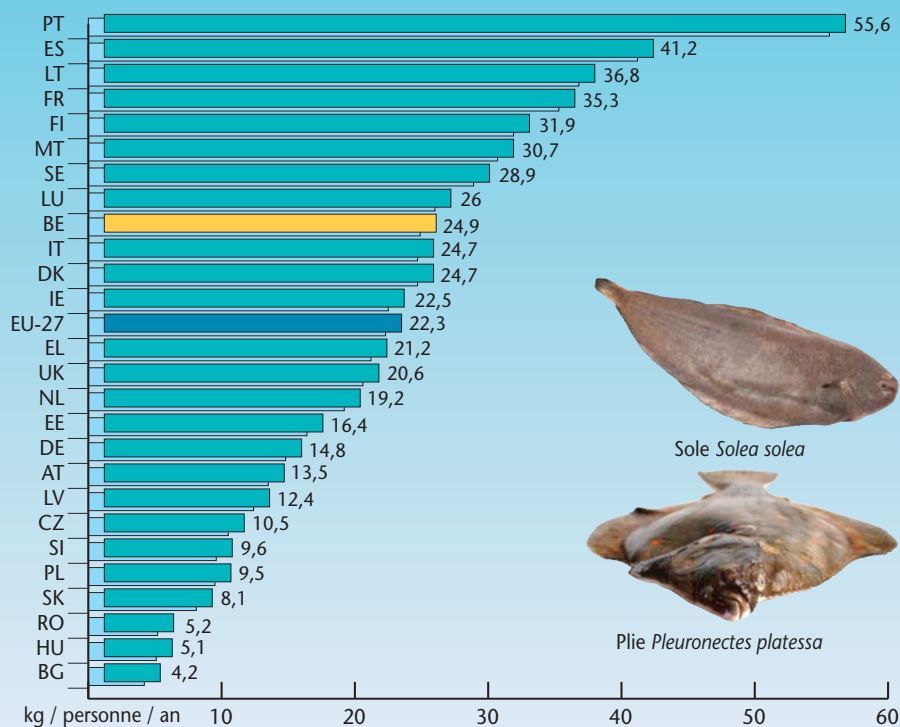 PT 55,6
ES 41,2
LT 36,8
FR 35,3
FI 31,9
MT 30,7
SE 28,9
LU 26
BE 24,9
IT 24,7
DK 24,7
IE 22,5
EU-27 22,3
EL 21,2
UK 20,6
NL 19,2
EE 16,4
DE 14,8
AT 13,5
LV 12,4
CZ 10,5
SI 9,6
PL 9,5
SK 8,1
RO 5,2
HU 5,1
BG 4,2
Sole Solea solea
Plie Pleuronectes platessa
kg / personne / an 10 20 30 40 50 60